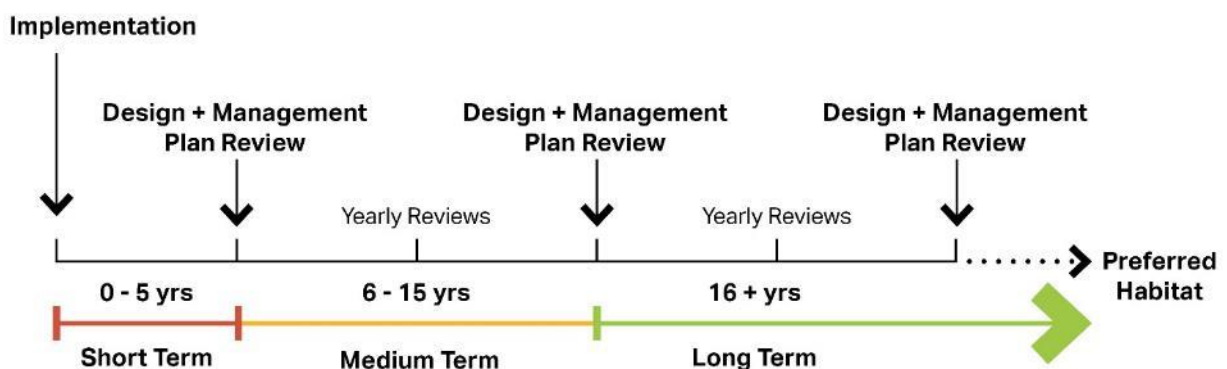 Implementation
Design + Management
Plan Review
Design + Management
Plan Review
Design + Management
Plan Review
Yearly Reviews
Yearly Reviews
Preferred
Habitat
0 - 5 yrs
6 - 15 yrs
16 + yrs
Short Term
Medium Term
Long Term